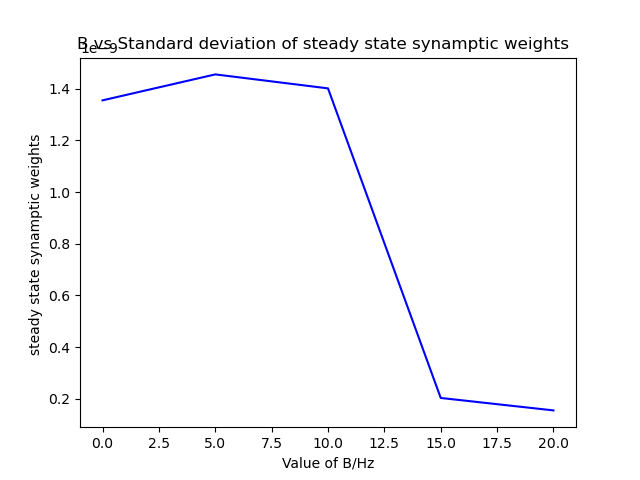 B vs Standard deviation of steady state synamptic weights
1e−9
1.4
1.2
1.0
0.8
0.6
0.4
0.2
steady state synamptic weights
0.0 2.5 5.0 7.5 10.0 12.5 15.0 17.5 20.0
Value of B/Hz